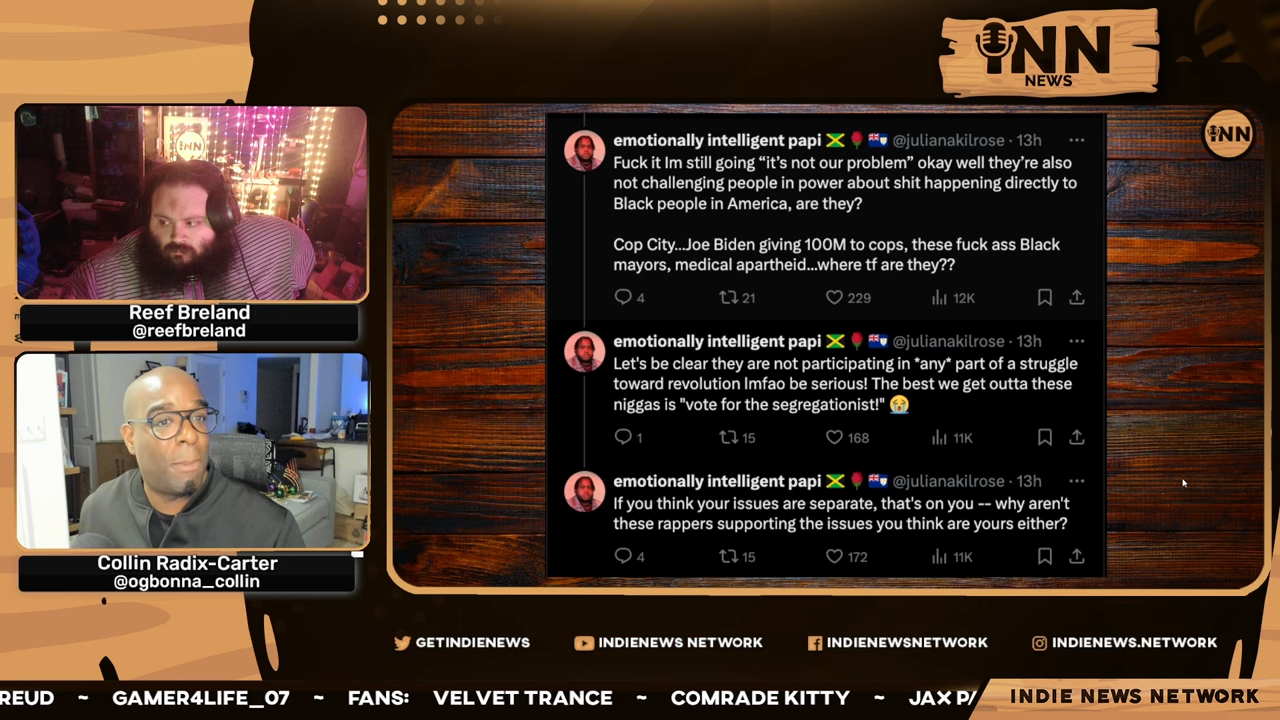 INN
NEWS
INN
INN
Reef Breland
@reefbreland
Collin Radix-Carter
@ogbonna_collin
emotionally intelligent papi 🇯🇲🌹🇦🇮 @julianakilrose · 13h
Fuck it Im still going “it’s not our problem” okay well they’re also
not challenging people in power about shit happening directly to
Black people in America, are they?
Cop City...Joe Biden giving 100M to cops, these fuck ass Black
mayors, medical apartheid...where tf are they??
4 21 229 12K
emotionally intelligent papi 🇯🇲🌹🇦🇮 @julianakilrose · 13h
Let's be clear they are not participating in *any* part of a struggle
toward revolution lmfao be serious! The best we get outta these
niggas is "vote for the segregationist!" 😭
1 15 168 11K
emotionally intelligent papi 🇯🇲🌹🇦🇮 @julianakilrose · 13h
If you think your issues are separate, that's on you -- why aren't
these rappers supporting the issues you think are yours either?
4 15 172 11K
GETINDIENEWS INDIENEWS NETWORK INDIENEWSNETWORK INDIENEWS.NETWORK
REUD ~ GAMER4LIFE_07 ~ FANS: VELVET TRANCE ~ COMRADE KITTY ~ JAX PA
INDIE NEWS NETWORK